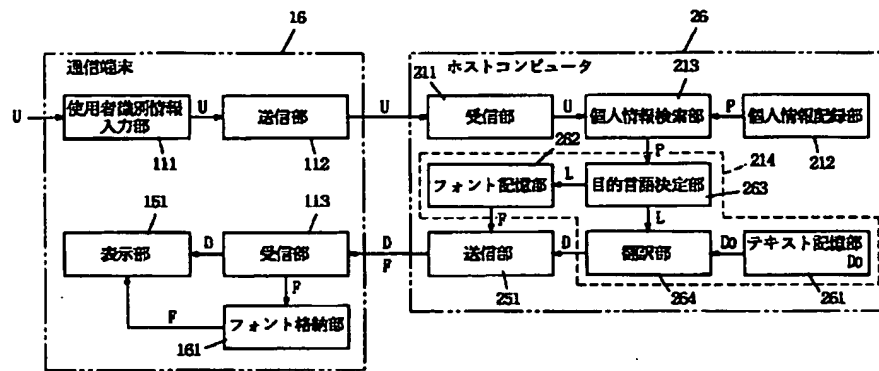 16
26
通信端末
ホストコンピュータ
211
213
U
使用者識別情報
入力部
U
送信部
U
受信部
U
個人情報検索部
P
個人情報記録部
111
112
262
P
212
214
フォント記憶部
L
目的言語決定部
263
151
113
F
L
表示部
D
受信部
D
F
送信部
D
翻訳部
Do
テキスト記憶部
Do
F
251
264
261
F
フォント格納部
161